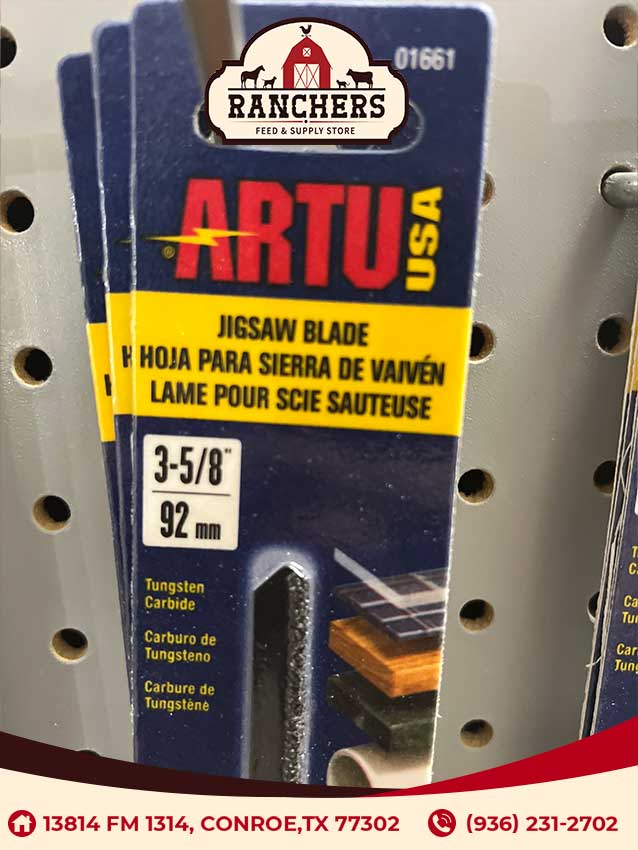 01661
RANCHERS
FEED & SUPPLY STORE
ARTU
USA
JIGSAW BLADE
HOJA PARA SIERRA DE VAIVÉN
LAME POUR SCIE SAUTEUSE
3-5/8"
92 mm
Tungsten
Carbide
Carburo de
Tungsteno
Carbure de
Tungstène
13814 FM 1314, CONROE,TX 77302
(936) 231-2702